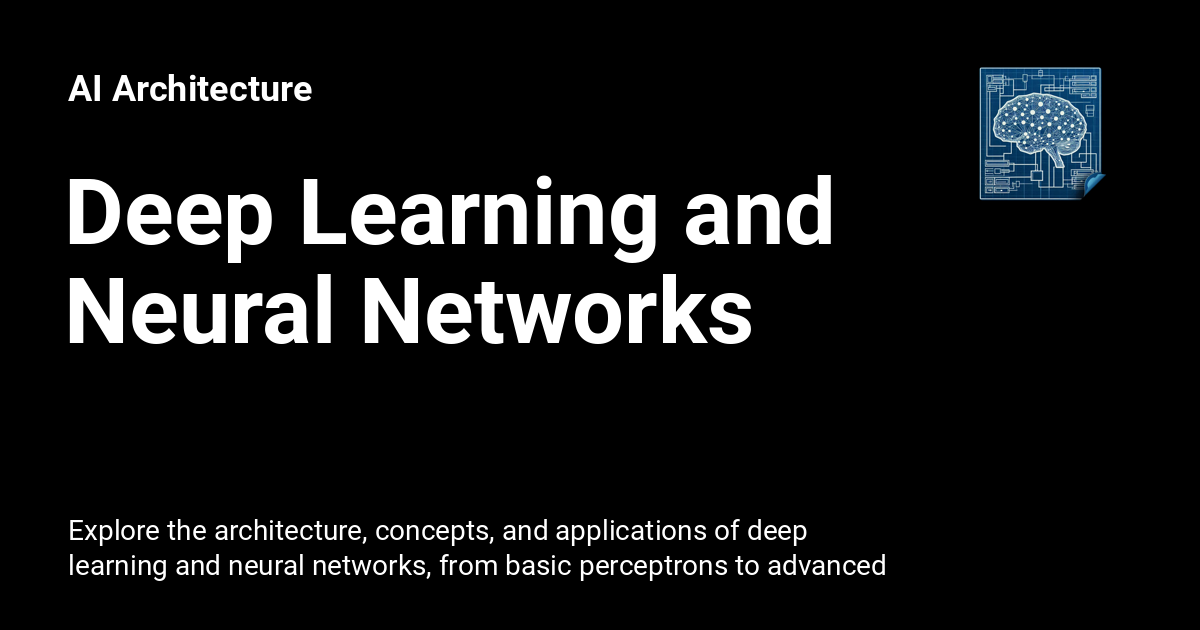 AI Architecture
Deep Learning and
Neural Networks
Explore the architecture, concepts, and applications of deep
learning and neural networks, from basic perceptrons to advanced